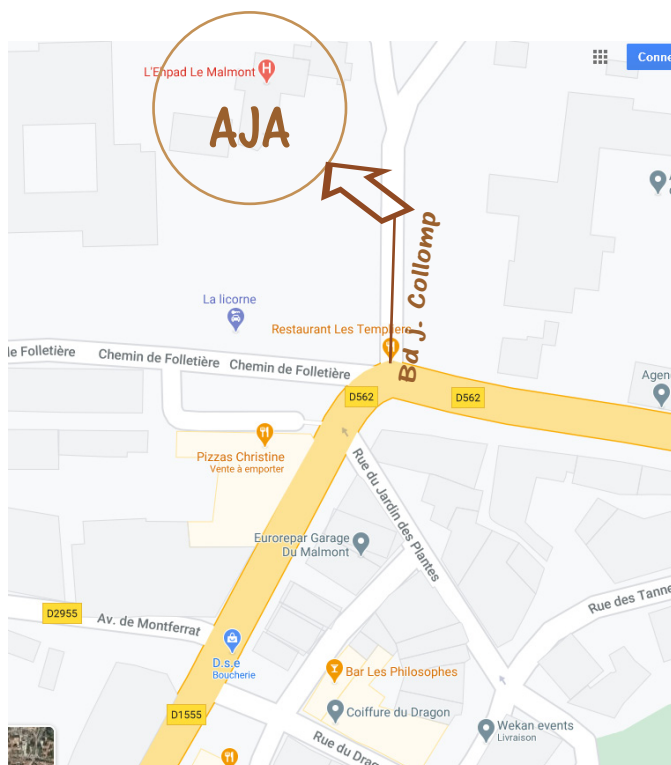 Conne
L'Ehpad Le Malmont
AJA
Bd J. Collomp
La licorne
Restaurant Les Templiers
de Folletière
Chemin de Folletière
Chemin de Folletière
D562
D562
Agen
Pizzas Christine
Vente à emporter
Rue du Jardin des Plantes
Eurorepar Garage
Du Malmont
Rue des Tanne
D2955
Av. de Montferrat
D.s.e
Boucherie
Bar Les Philosophes
D1555
Coiffure du Dragon
Wekan events
Livraison
Rue du Drag